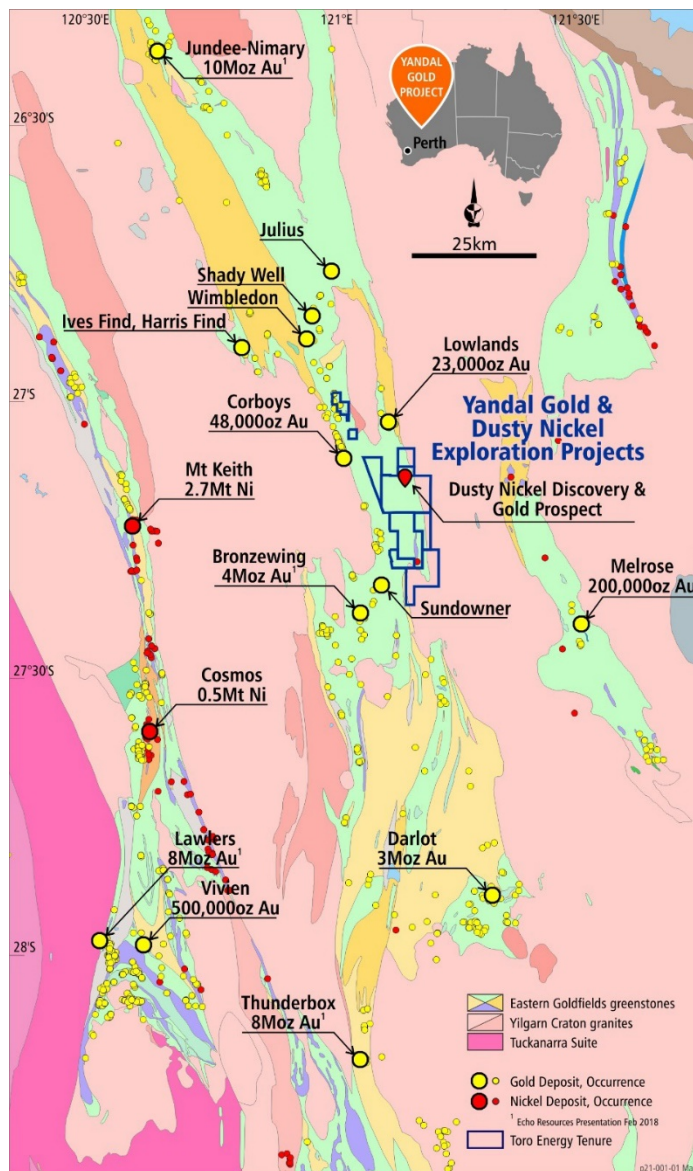 120°30'E
121°0'E
121°30'E
Jundee-Nimary
10Moz Au¹
YANDAL
GOLD
PROJECT
Perth
26°30'S
25km
Julius
Shady Well
Wimbledon
Ives Find, Harris Find
Lowlands
23,000oz Au
27°S
Corboys
48,000oz Au
Yandal Gold &
Dusty Nickel
Exploration Projects
Mt Keith
2.7Mt Ni
Dusty Nickel Discovery &
Gold Prospect
Bronzewing
4Moz Au¹
Melrose
200,000oz Au
Sundowner
27°30'S
Cosmos
0.5Mt Ni
Lawlers
8Moz Au¹
Darlot
3Moz Au
Vivien
500,000oz Au
28°S
Thunderbox
8Moz Au¹
Eastern Goldfields greenstones
Yilgarn Craton granites
Tuckanarra Suite
Gold Deposit, Occurrence
Nickel Deposit, Occurrence
¹ Echo Resources Presentation Feb 2018
Toro Energy Tenure